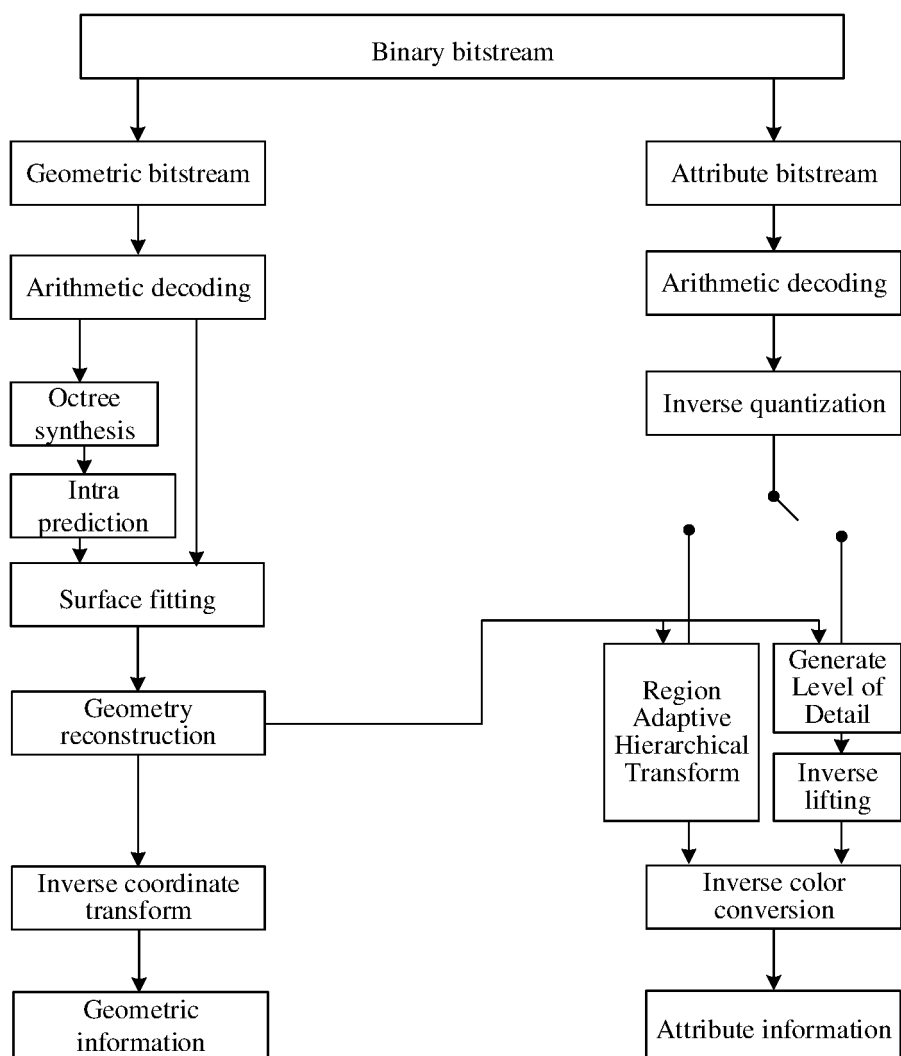 Binary bitstream
Geometric bitstream
Attribute bitstream
Arithmetic decoding
Arithmetic decoding
Octree
synthesis
Inverse quantization
Intra
prediction
Surface fitting
Geometry
reconstruction
Region
Adaptive
Hierarchical
Transform
Generate
Level of
Detail
Inverse
lifting
Inverse coordinate
transform
Inverse color
conversion
Geometric
information
Attribute information